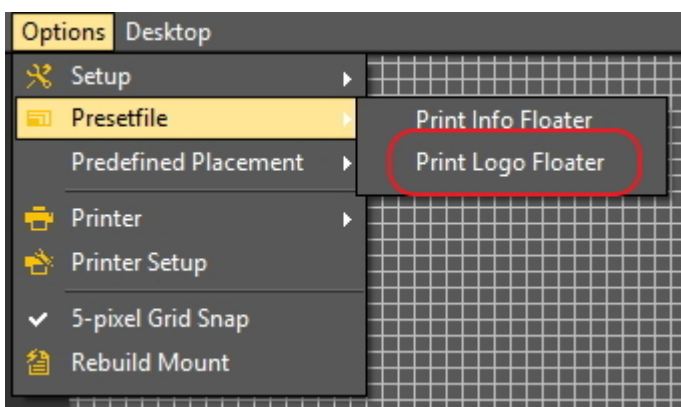 Options Desktop
Setup
Presetfile
Print Info Floater
Predefined Placement
Print Logo Floater
Printer
Printer Setup
5-pixel Grid Snap
Rebuild Mount